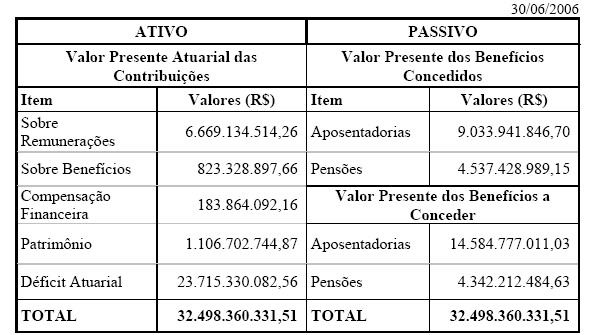 30/06/2006
ATIVO PASSIVO
Valor Presente Atuarial das Contribuições Valor Presente dos Benefícios Concedidos
Item Valores (R$) Item Valores (R$)
Sobre Remunerações 6.669.134.514,26 Aposentadorias 9.033.941.846,70
Sobre Benefícios 823.328.897,66 Pensões 4.537.428.989,15
Compensação Financeira 183.864.092,16 Valor Presente dos Benefícios a Conceder
Patrimônio 1.106.702.744,87 Aposentadorias 14.584.777.011,03
Déficit Atuarial 23.715.330.082,56 Pensões 4.342.212.484,63
TOTAL 32.498.360.331,51 TOTAL 32.498.360.331,51